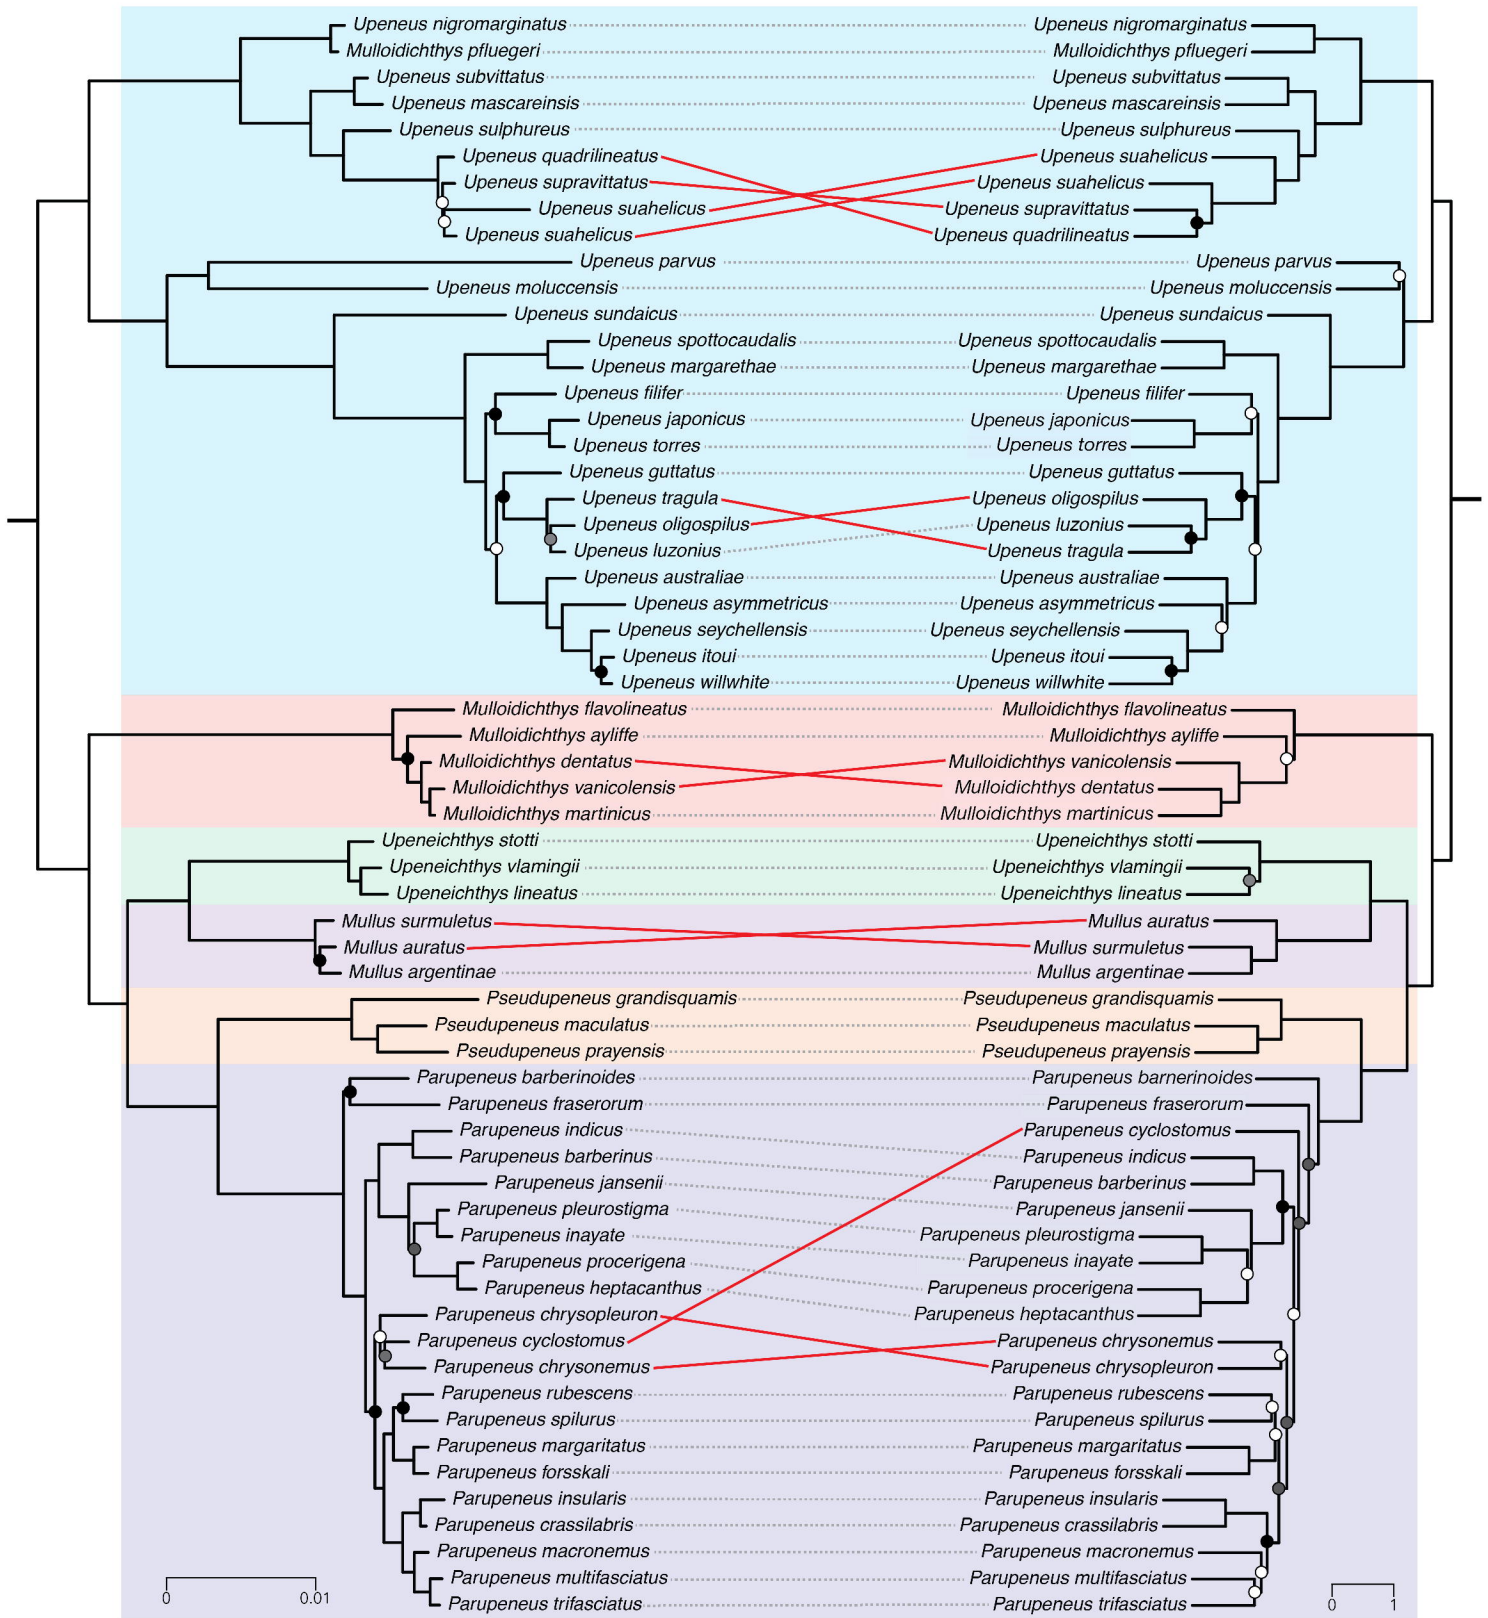 Upeneus nigromarginatus Upeneus nigromarginatus
Mulloidichthys pfluegeri Mulloidichthys pfluegeri
Upeneus subvittatus Upeneus subvittatus
Upeneus mascareinsis Upeneus mascareinsis
Upeneus sulphureus Upeneus sulphureus
Upeneus quadrilineatus Upeneus suahelicus
Upeneus supravittatus Upeneus suahelicus
Upeneus suahelicus Upeneus supravittatus
Upeneus suahelicus Upeneus quadrilineatus
Upeneus parvus Upeneus parvus
Upeneus moluccensis Upeneus moluccensis
Upeneus sundaicus Upeneus sundaicus
Upeneus spottocaudalis Upeneus spottocaudalis
Upeneus margarethae Upeneus margarethae
Upeneus filifer Upeneus filifer
Upeneus japonicus Upeneus japonicus
Upeneus torres Upeneus torres
Upeneus guttatus Upeneus guttatus
Upeneus tragula Upeneus oligospilus
Upeneus oligospilus Upeneus luzonius
Upeneus luzonius Upeneus tragula
Upeneus australiae Upeneus australiae
Upeneus asymmetricus Upeneus asymmetricus
Upeneus seychellensis Upeneus seychellensis
Upeneus itoui Upeneus itoui
Upeneus willwhite Upeneus willwhite
Mulloidichthys flavolineatus Mulloidichthys flavolineatus
Mulloidichthys ayliffe Mulloidichthys ayliffe
Mulloidichthys dentatus Mulloidichthys vanicolensis
Mulloidichthys vanicolensis Mulloidichthys dentatus
Mulloidichthys martinicus Mulloidichthys martinicus
Upeneichthys stotti Upeneichthys stotti
Upeneichthys vlamingii Upeneichthys vlamingii
Upeneichthys lineatus Upeneichthys lineatus
Mullus surmuletus Mullus auratus
Mullus auratus Mullus surmuletus
Mullus argentinae Mullus argentinae
Pseudupeneus grandisquamis Pseudupeneus grandisquamis
Pseudupeneus maculatus Pseudupeneus maculatus
Pseudupeneus prayensis Pseudupeneus prayensis
Parupeneus barberinoides Parupeneus barnerinoides
Parupeneus fraserorum Parupeneus fraserorum
Parupeneus indicus Parupeneus cyclostomus
Parupeneus barberinus Parupeneus indicus
Parupeneus jansenii Parupeneus barberinus
Parupeneus pleurostigma Parupeneus jansenii
Parupeneus inayate Parupeneus pleurostigma
Parupeneus procerigena Parupeneus inayate
Parupeneus heptacanthus Parupeneus procerigena
Parupeneus chrysopleuron Parupeneus heptacanthus
Parupeneus cyclostomus Parupeneus chrysonemus
Parupeneus chrysonemus Parupeneus chrysopleuron
Parupeneus rubescens Parupeneus rubescens
Parupeneus spilurus Parupeneus spilurus
Parupeneus margaritatus Parupeneus margaritatus
Parupeneus forsskali Parupeneus forsskali
Parupeneus insularis Parupeneus insularis
Parupeneus crassilabris Parupeneus crassilabris
Parupeneus macronemus Parupeneus macronemus
Parupeneus multifasciatus Parupeneus multifasciatus
Parupeneus trifasciatus Parupeneus trifasciatus
0 0.01 0 1